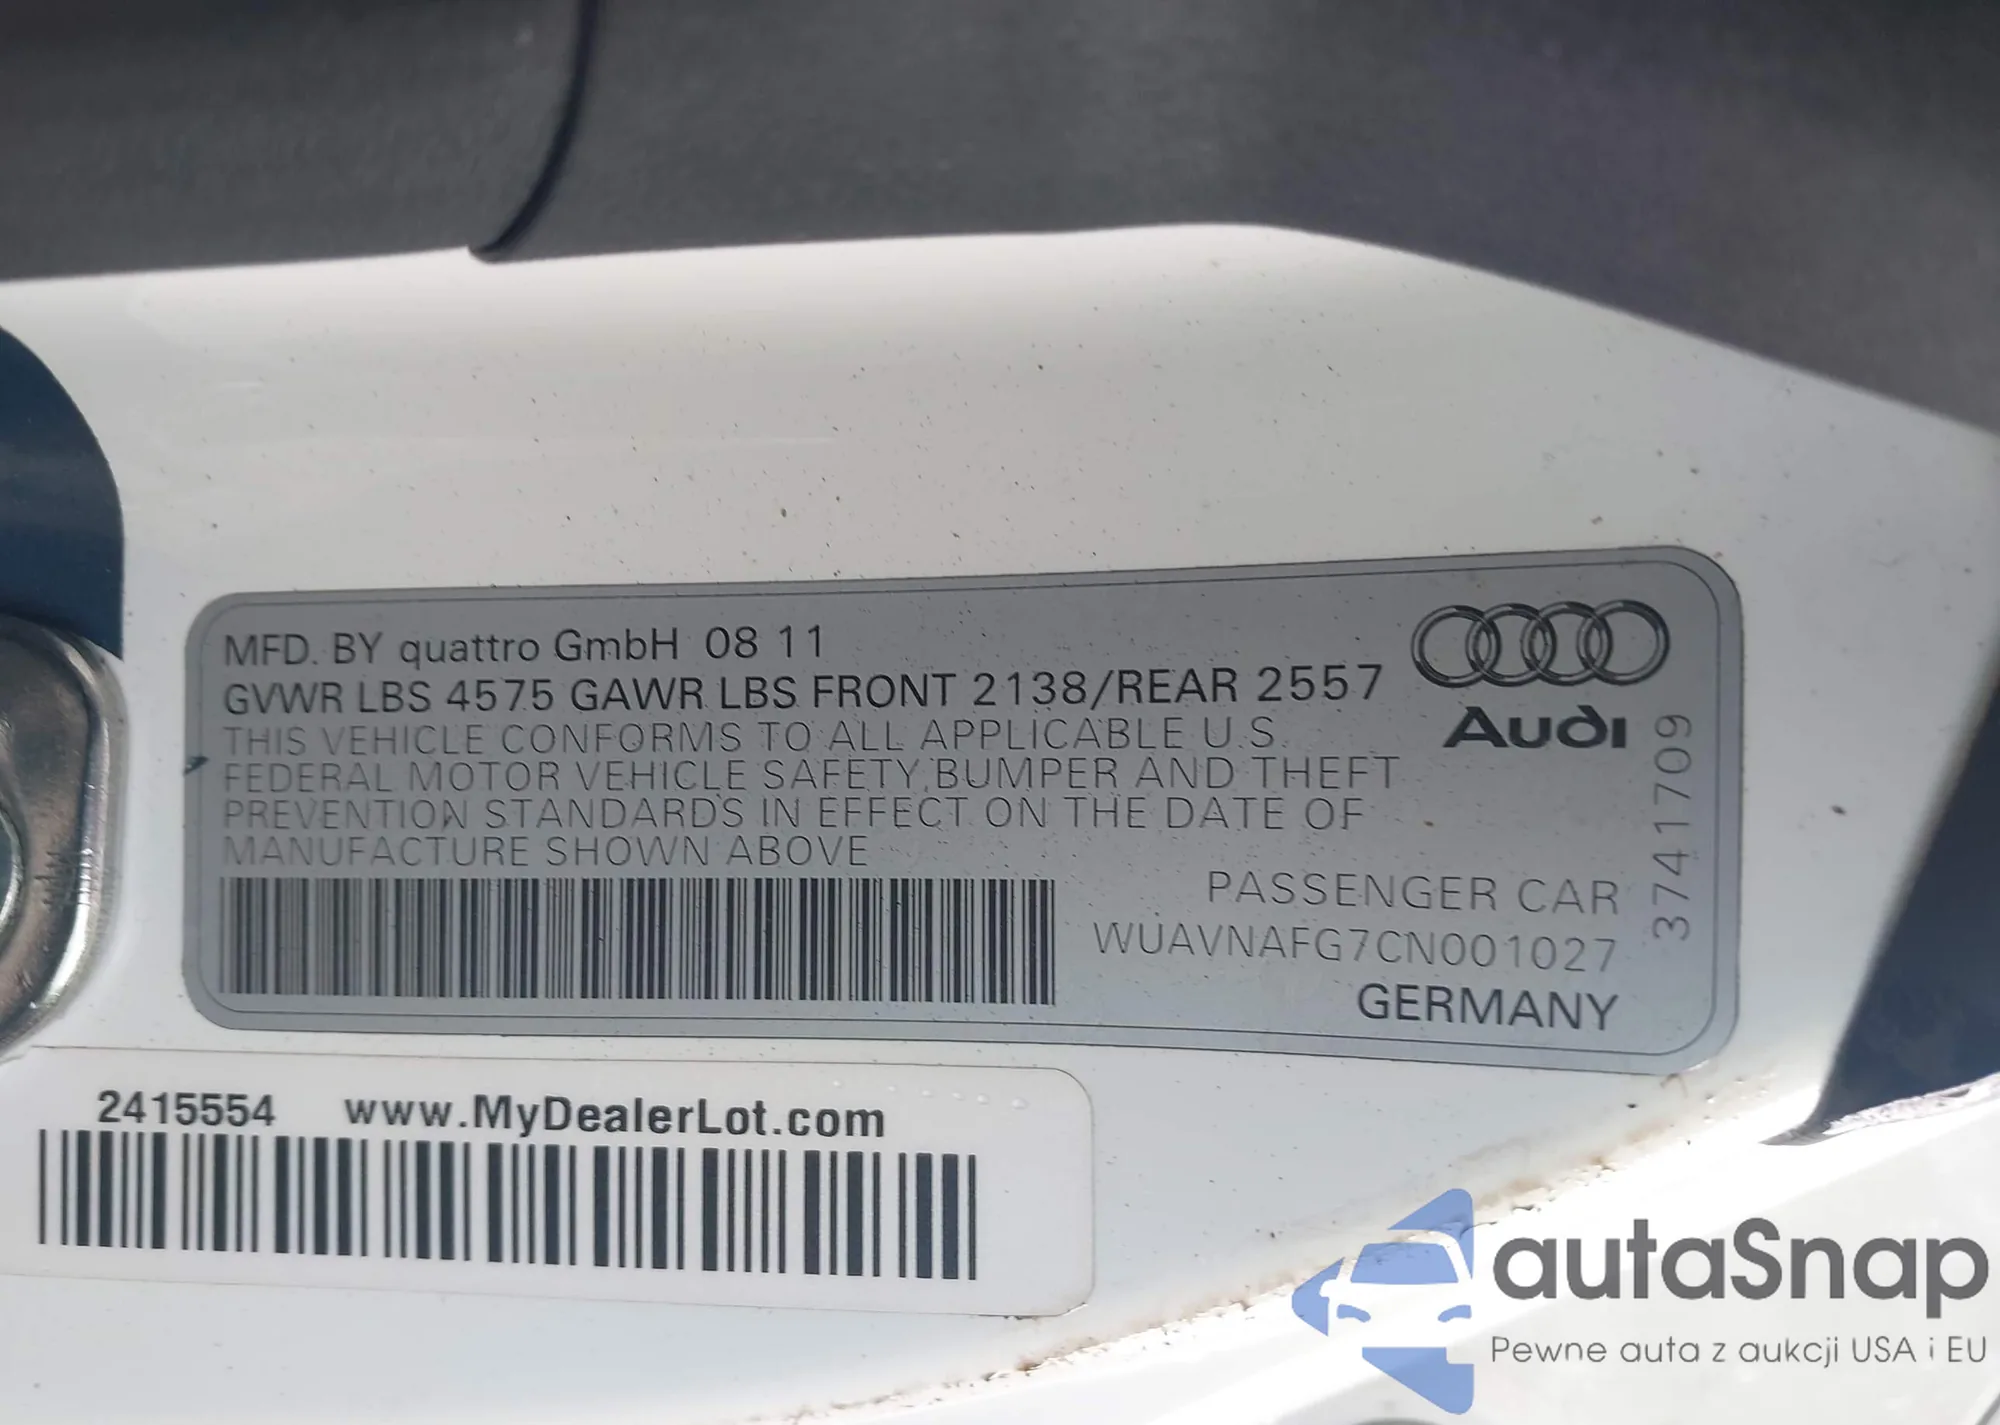 MFD. BY quattro GmbH 08 11
GVWR LBS 4575 GAWR LBS FRONT 2138/REAR 2557
THIS VEHICLE CONFORMS TO ALL APPLICABLE U.S.
FEDERAL MOTOR VEHICLE SAFETY,BUMPER AND THEFT
PREVENTION STANDARDS IN EFFECT ON THE DATE OF
MANUFACTURE SHOWN ABOVE
Audi
3741709
PASSENGER CAR
WUAVNAFG7CN001027
GERMANY
2415554 www.MyDealerLot.com
autaSnap
Pewne auta z aukcji USA i EU